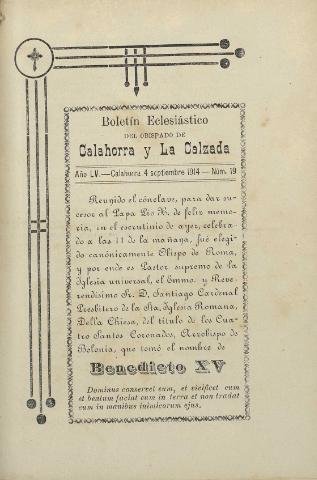 Boletín Eclesiástico
DEL OBISPADO DE
Calahorra y La Calzada
Año LV.—Calahorra 4 septiembre 1914—Núm. 19
Reunido el cónclave, para dar su-
cesor al Papa Pío X, de feliz memo-
ria, en el escrutinio de ayer, celebra-
do a las 11 de la mañana, fué elegi-
do canónicamente Obispo de Roma,
y por ende es Pastor supremo de la
Iglesia universal, el Emmo. y Reve-
rendísimo Sr. D. Santiago Cardenal
Presbítero de la Sta. Iglesia Romana,
Della Chiesa, del título de los Cua-
tro Santos Coronados, Arzobispo de
Bolonia, que tomó el nombre de
Benedicto XV
Dominus conservet eum, et vivificet eum
et beatum faciat eum in terra et non tradat
eum in manibus inimicorum ejus.